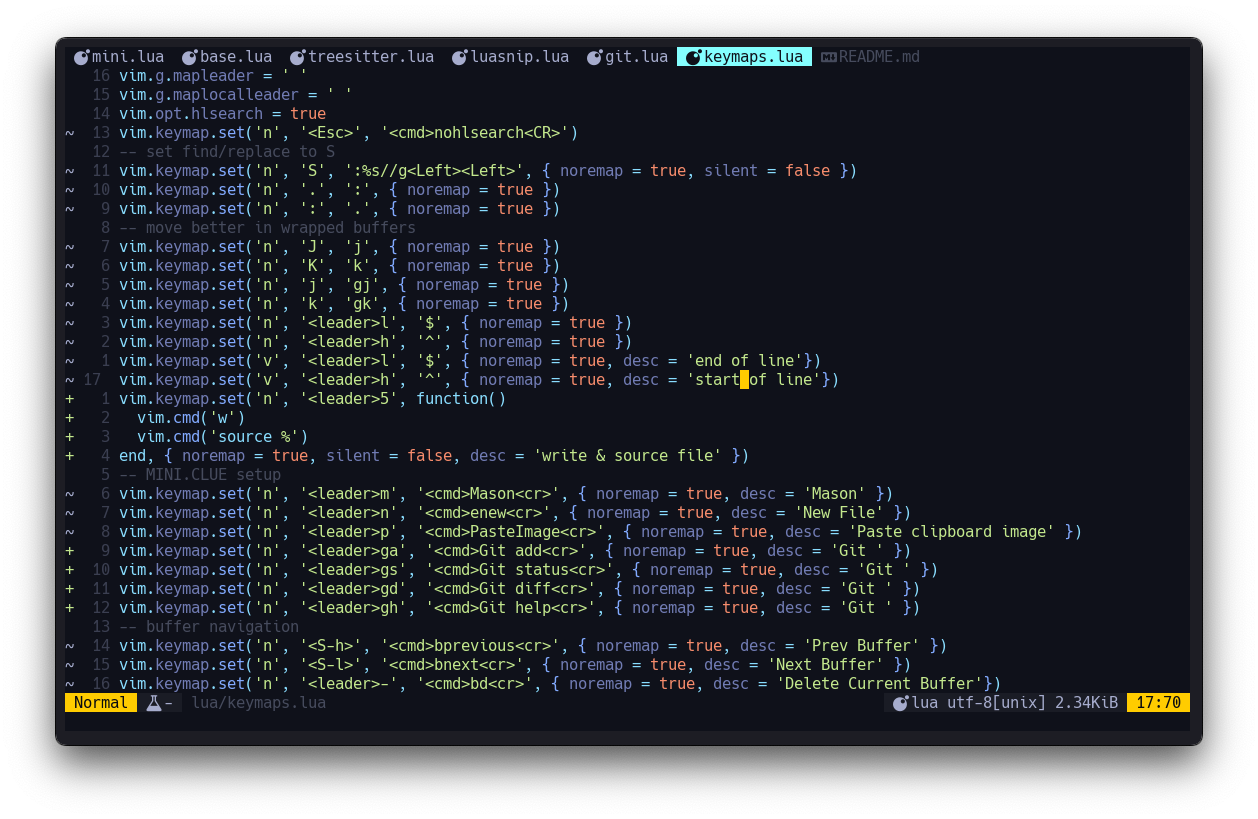 mini.lua base.lua treesitter.lua luasnip.lua git.lua keymaps.lua README.md
16 vim.g.mapleader = ' '
15 vim.g.maplocalleader = ' '
14 vim.opt.hlsearch = true
~ 13 vim.keymap.set('n', '<Esc>', '<cmd>nohlsearch<CR>')
12 -- set find/replace to S
~ 11 vim.keymap.set('n', 'S', ':%s//g<Left><Left>', { noremap = true, silent = false })
~ 10 vim.keymap.set('n', '.', ':', { noremap = true })
~ 9 vim.keymap.set('n', ':', '.', { noremap = true })
8 -- move better in wrapped buffers
~ 7 vim.keymap.set('n', 'J', 'j', { noremap = true })
~ 6 vim.keymap.set('n', 'K', 'k', { noremap = true })
~ 5 vim.keymap.set('n', 'j', 'gj', { noremap = true })
~ 4 vim.keymap.set('n', 'k', 'gk', { noremap = true })
~ 3 vim.keymap.set('n', '<leader>l', '$', { noremap = true })
~ 2 vim.keymap.set('n', '<leader>h', '^', { noremap = true })
~ 1 vim.keymap.set('v', '<leader>l', '$', { noremap = true, desc = 'end of line'})
~ 17 vim.keymap.set('v', '<leader>h', '^', { noremap = true, desc = 'start of line'})
+ 1 vim.keymap.set('n', '<leader>5', function()
+ 2 vim.cmd('w')
+ 3 vim.cmd('source %')
+ 4 end, { noremap = true, silent = false, desc = 'write & source file' })
5 -- MINI.CLUE setup
~ 6 vim.keymap.set('n', '<leader>m', '<cmd>Mason<cr>', { noremap = true, desc = 'Mason' })
~ 7 vim.keymap.set('n', '<leader>n', '<cmd>enew<cr>', { noremap = true, desc = 'New File' })
~ 8 vim.keymap.set('n', '<leader>p', '<cmd>PasteImage<cr>', { noremap = true, desc = 'Paste clipboard image' })
+ 9 vim.keymap.set('n', '<leader>ga', '<cmd>Git add<cr>', { noremap = true, desc = 'Git ' })
+ 10 vim.keymap.set('n', '<leader>gs', '<cmd>Git status<cr>', { noremap = true, desc = 'Git ' })
+ 11 vim.keymap.set('n', '<leader>gd', '<cmd>Git diff<cr>', { noremap = true, desc = 'Git ' })
+ 12 vim.keymap.set('n', '<leader>gh', '<cmd>Git help<cr>', { noremap = true, desc = 'Git ' })
13 -- buffer navigation
~ 14 vim.keymap.set('n', '<S-h>', '<cmd>bprevious<cr>', { noremap = true, desc = 'Prev Buffer' })
~ 15 vim.keymap.set('n', '<S-l>', '<cmd>bnext<cr>', { noremap = true, desc = 'Next Buffer' })
~ 16 vim.keymap.set('n', '<leader>-', '<cmd>bd<cr>', { noremap = true, desc = 'Delete Current Buffer'})
Normal - lua/keymaps.lua lua utf-8[unix] 2.34KiB 17:70